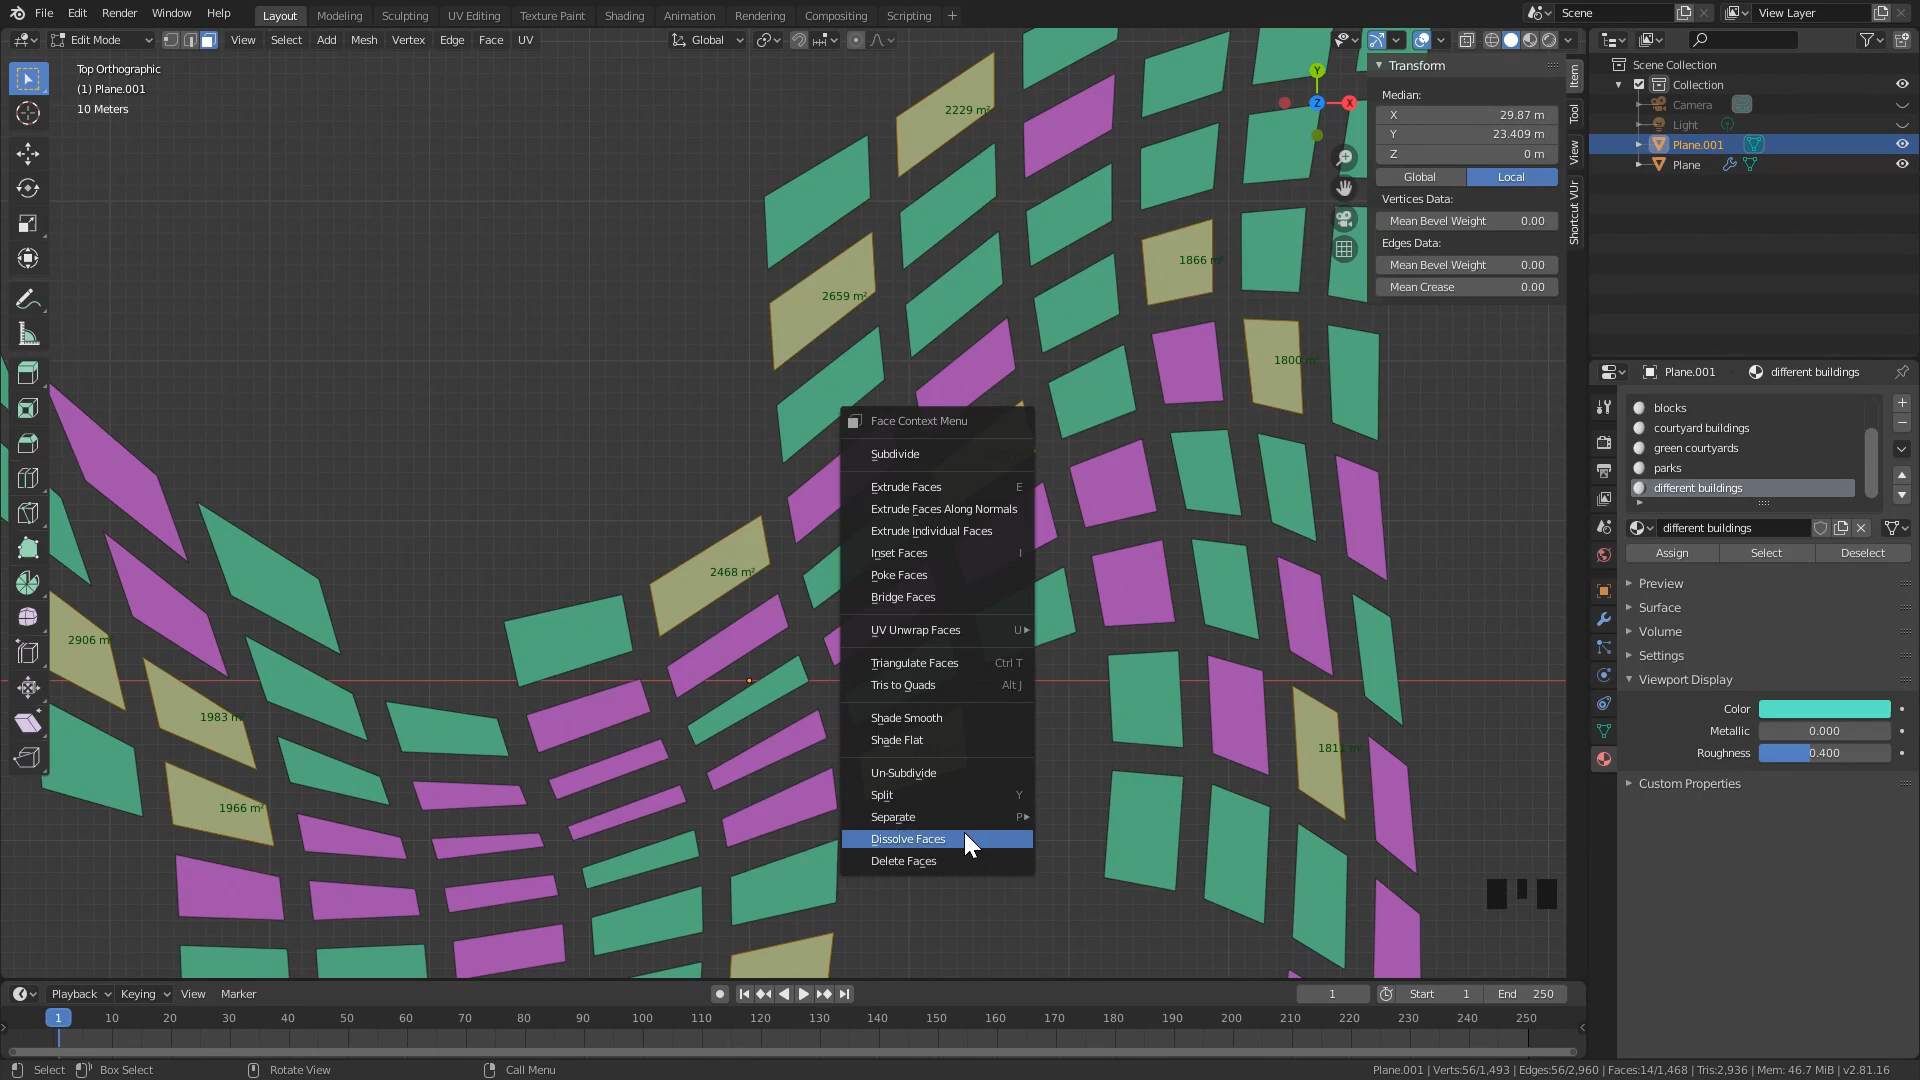 File Edit Render Window Help Layout Modeling Sculpting UV Editing Texture Paint Shading Animation Rendering Compositing Scripting + Scene View Layer
Edit Mode View Select Add Mesh Vertex Edge Face UV Global
Top Orthographic
(1) Plane.001
10 Meters
2229 m²
2659 m²
1866 m
1800 m²
2468 m²
2906 m
1983 m²
1966 m²
1811 m²
Y
Z
X
Transform
Median:
X 29.87 m
Y 23.409 m
Z 0 m
Global Local
Vertices Data:
Mean Bevel Weight 0.00
Edges Data:
Mean Bevel Weight 0.00
Mean Crease 0.00
Item
Tool
View
Shortcut VUr
Face Context Menu
Subdivide
Extrude Faces E
Extrude Faces Along Normals
Extrude Individual Faces
Inset Faces I
Poke Faces
Bridge Faces
UV Unwrap Faces U
Triangulate Faces Ctrl T
Tris to Quads Alt J
Shade Smooth
Shade Flat
Un-Subdivide
Split Y
Separate P
Dissolve Faces
Delete Faces
Scene Collection
Collection
Camera
Light
Plane.001
Plane
Plane.001 different buildings
blocks
courtyard buildings
green courtyards
parks
different buildings
different buildings
Assign Select Deselect
Preview
Surface
Volume
Settings
Viewport Display
Color
Metallic 0.000
Roughness 0.400
Custom Properties
Playback Keying View Marker 1 Start 1 End 250
1 10 20 30 40 50 60 70 80 90 100 110 120 130 140 150 160 170 180 190 200 210 220 230 240 250
Select Box Select Rotate View Call Menu Plane.001 | Verts:56/1,493 | Edges:56/2,960 | Faces:14/1,468 | Tris:2,936 | Mem: 46.7 MiB | v2.81.16